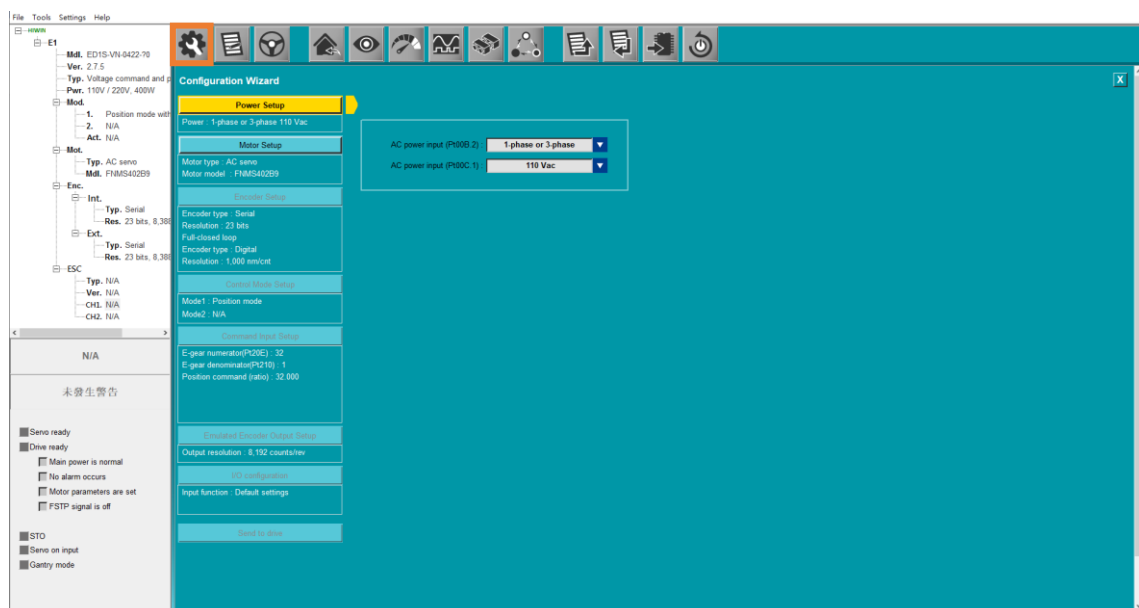 File Tools Settings Help
HIWIN
E1
Mdl. ED1S-VN-0422-?0
Ver. 2.7.5
Typ. Voltage command and p
Pwr. 110V / 220V, 400W
Mod.
1. Position mode with
2. N/A
Act. N/A
Mot.
Typ. AC servo
Mdl. FNMS402B9
Enc.
Int.
Typ. Serial
Res. 23 bits, 8,388
Ext.
Typ. Serial
Res. 23 bits, 8,388
ESC
Typ. N/A
Ver. N/A
CH1. N/A
CH2. N/A
N/A
未發生警告
Servo ready
Drive ready
Main power is normal
No alarm occurs
Motor parameters are set
FSTP signal is off
STO
Servo on input
Gantry mode
Configuration Wizard
X
Power Setup
Power : 1-phase or 3-phase 110 Vac
Motor Setup
Motor type : AC servo
Motor model : FNMS402B9
Encoder Setup
Encoder type : Serial
Resolution : 23 bits
Full-closed loop
Encoder type : Digital
Resolution : 1,000 nm/cnt
Control Mode Setup
Mode1 : Position mode
Mode2 : N/A
Command Input Setup
E-gear numerator(Pt20E) : 32
E-gear denominator(Pt210) : 1
Position command (ratio) : 32.000
Emulated Encoder Output Setup
Output resolution : 8,192 counts/rev
I/O configuration
Input function : Default settings
Send to drive
AC power input (Pt00B.2) : 1-phase or 3-phase
AC power input (Pt00C.1) : 110 Vac